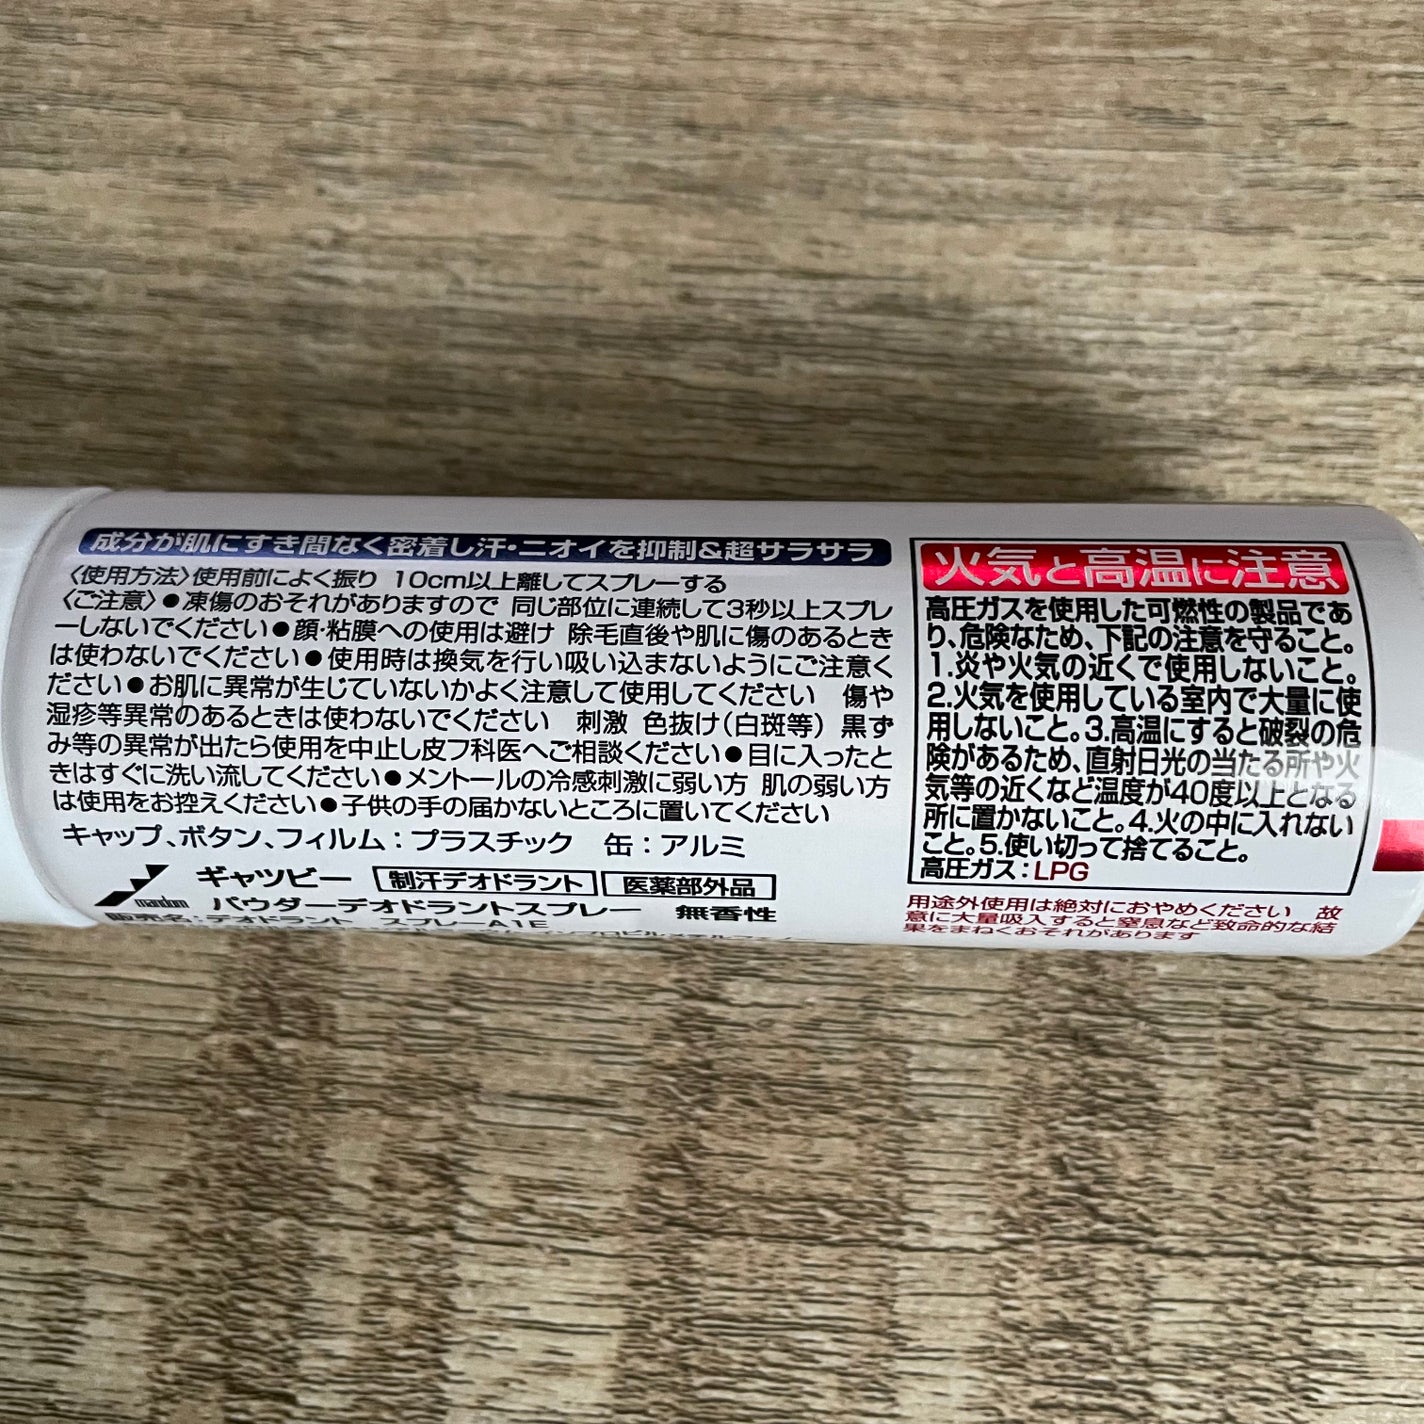 成分が肌にすき間なく密着し汗・ニオイを抑制&超サラサラ
〈使用方法〉使用前によく振り 10cm以上離してスプレーする
〈ご注意〉●凍傷のおそれがありますので 同じ部位に連続して3秒以上スプレ
ーしないでください●顔・粘膜への使用は避け 除毛直後や肌に傷のあるとき
は使わないでください●使用時は換気を行い吸い込まないようにご注意く
ださい●お肌に異常が生じていないかよく注意して使用してください 傷や
湿疹等異常のあるときは使わないでください 刺激 色抜け(白斑等) 黒ず
み等の異常が出たら使用を中止し皮フ科医へご相談ください●目に入ったと
きはすぐに洗い流してください●メントールの冷感刺激に弱い方 肌の弱い方
は使用をお控えください●子供の手の届かないところに置いてください
キャップ、ボタン、フィルム:プラスチック 缶:アルミ
mandom
ギャツビー 制汗デオドラント 医薬部外品
パウダーデオドラントスプレー 無香性
販売名:デオドラント スプレーA1E
火気と高温に注意
高圧ガスを使用した可燃性の製品であ
り、危険なため、下記の注意を守ること。
1.炎や火気の近くで使用しないこと。
2.火気を使用している室内で大量に使
用しないこと。3.高温にすると破裂の危
険があるため、直射日光の当たる所や火
気等の近くなど温度が40度以上となる
所に置かないこと。4.火の中に入れない
こと。5.使い切って捨てること。
高圧ガス:LPG
用途外使用は絶対におやめください 故
意に大量吸入すると窒息など致命的な結
果をまねくおそれがあります